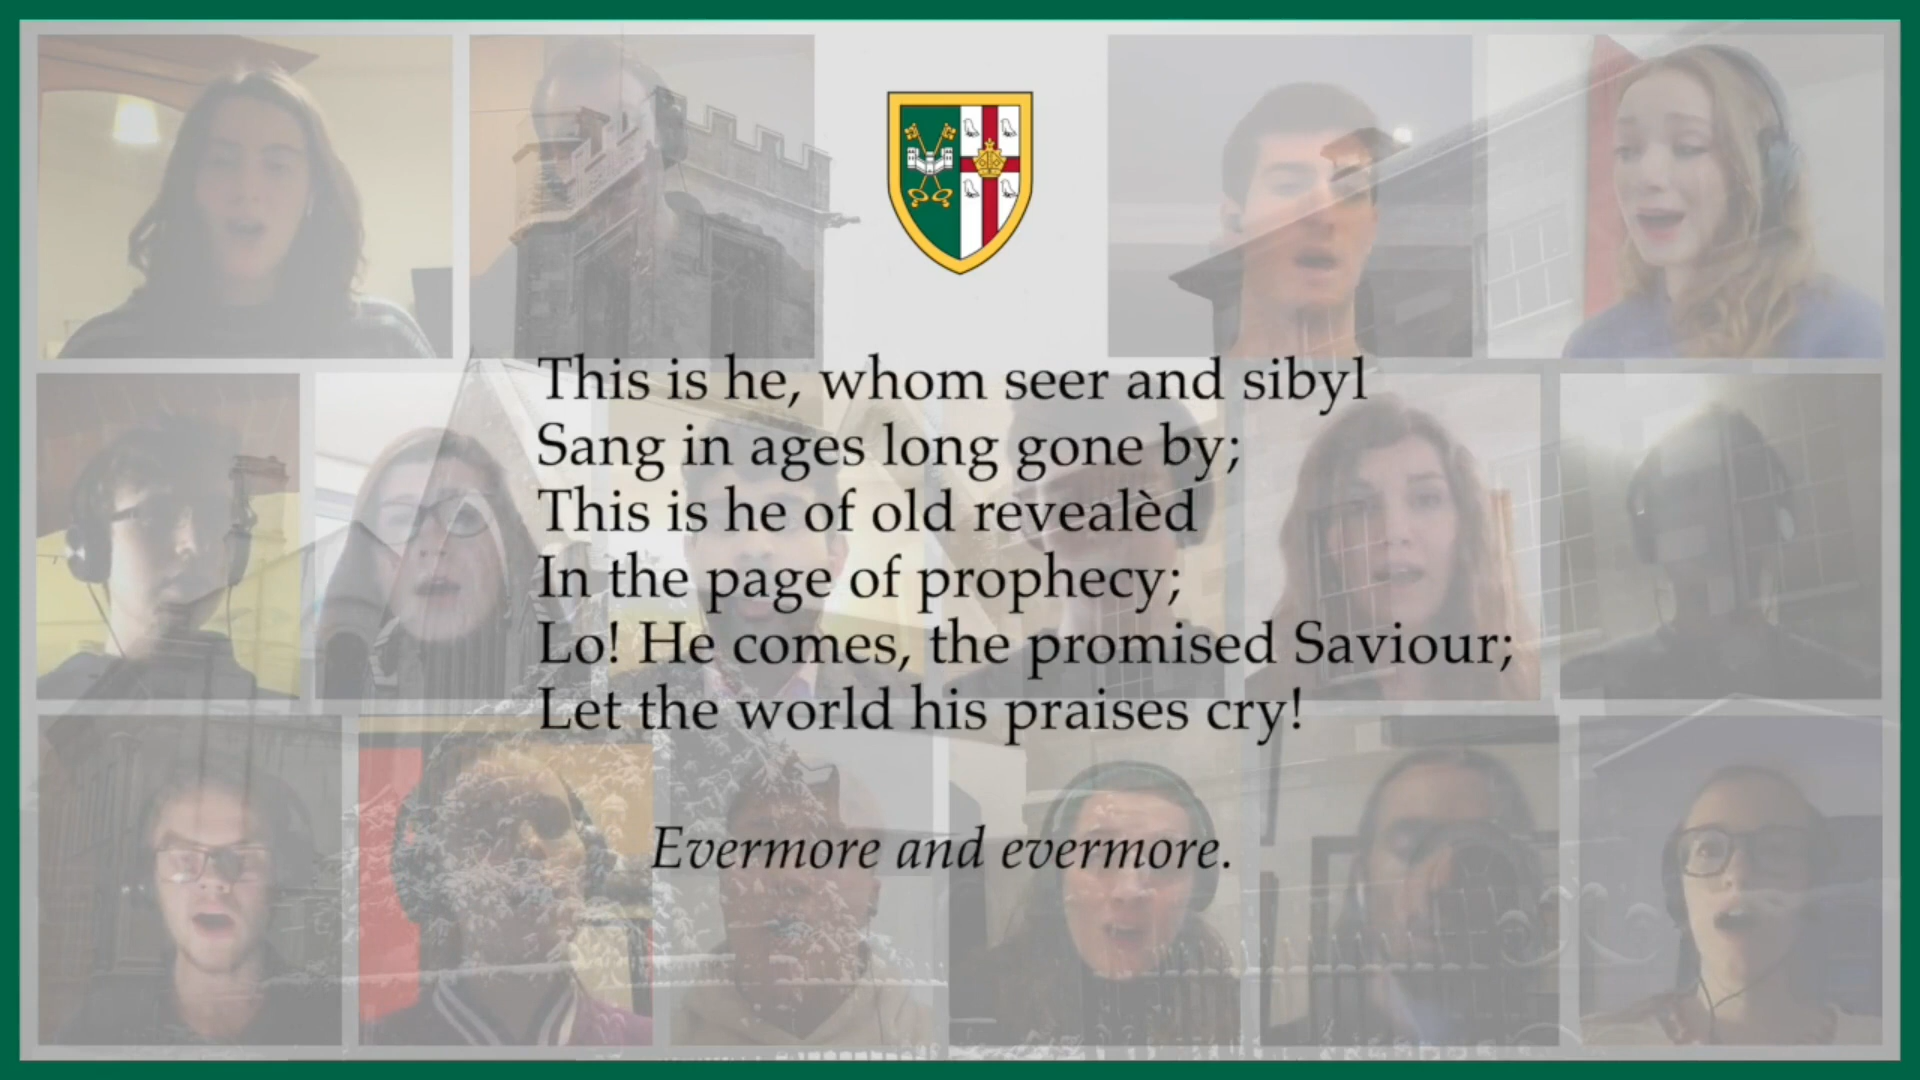 This is he, whom seer and sibyl
Sang in ages long gone by;
This is he of old revealèd
In the page of prophecy;
Lo! He comes, the promised Saviour;
Let the world his praises cry!
Evermore and evermore.